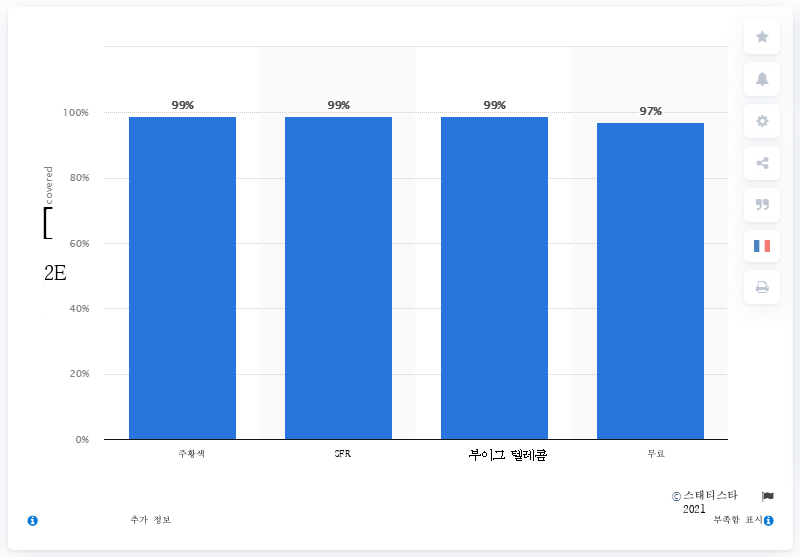 99%
99%
99%
97%
100%
80%
60%
40%
20%
0%
covered
[
2E
주황색
SFR
부이그 텔레콤
무료
© 스태티스타
2021
추가 정보
부족함 표시